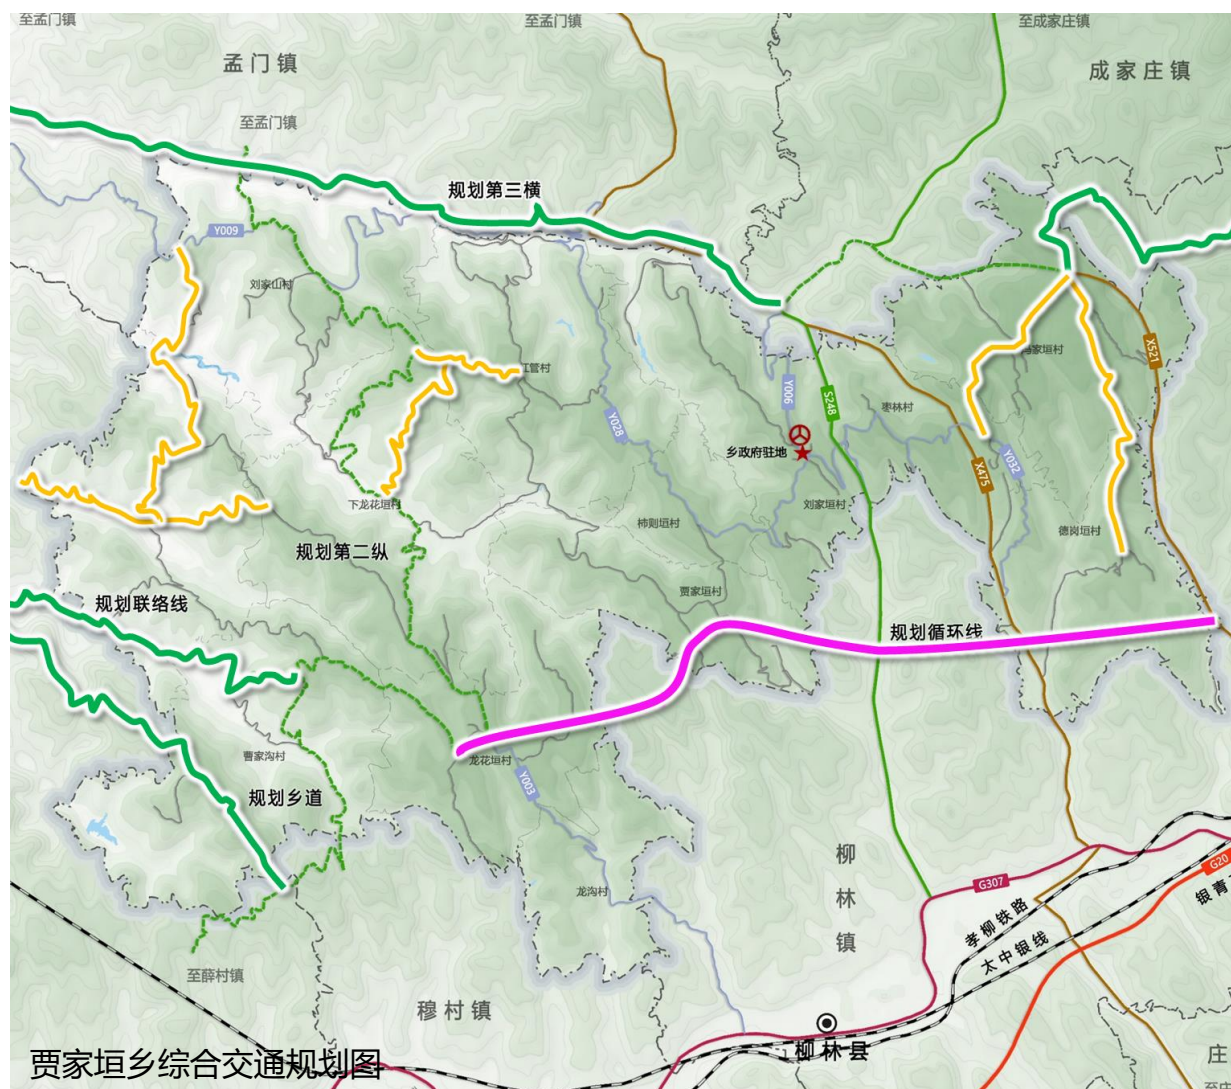 至孟门镇
至孟门镇
至成家庄镇
孟门镇
成家庄镇
至孟门镇
规划第三横
Y009
刘家山村
X521
冯家垣村
江管村
Y006
S248
枣林村
Y028
乡政府驻地
Y032
X475
下龙花垣村
刘家垣村
柿则垣村
德岗垣村
规划第二纵
贾家垣村
规划联络线
规划循环线
曹家沟村
龙花垣村
Y003
规划乡道
柳林镇
G307
G20
银青
龙沟村
孝柳铁路
太中银线
至薛村镇
穆村镇
柳林县
庄
贾家垣乡综合交通规划图